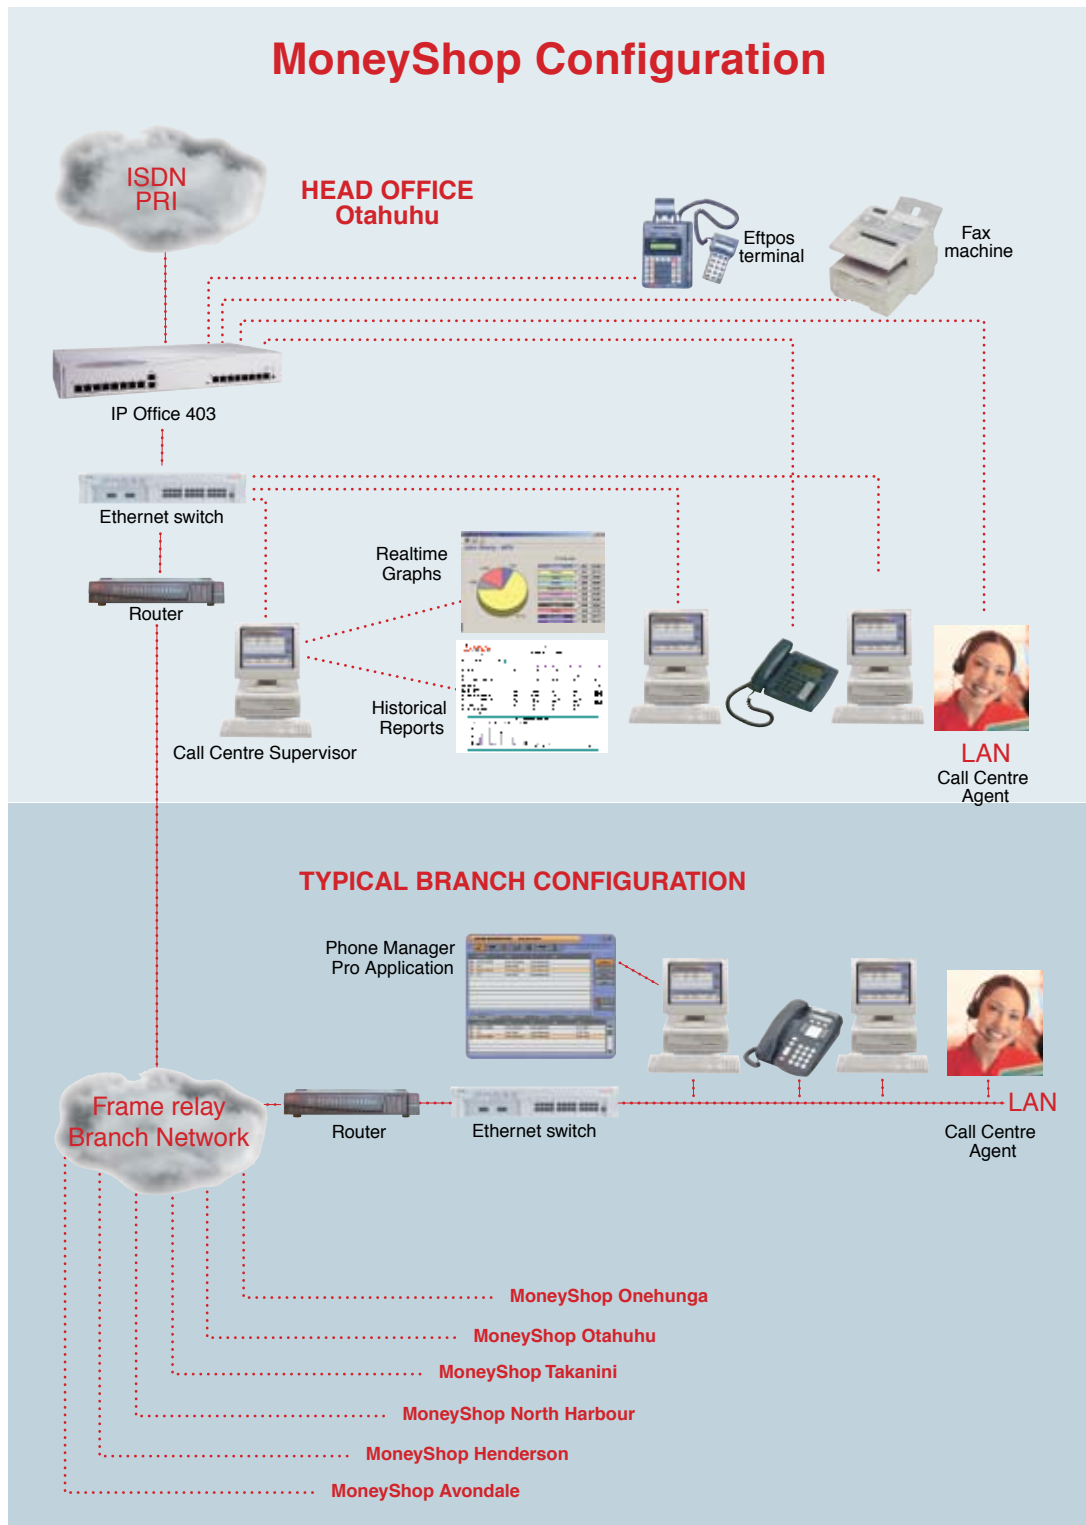 MoneyShop Configuration
ISDN
PRI
HEAD OFFICE
Otahuhu
Eftpos
terminal
Fax
machine
IP Office 403
Ethernet switch
Realtime
Graphs
Router
Historical
Reports
Call Centre Supervisor
LAN
Call Centre
Agent
TYPICAL BRANCH CONFIGURATION
Phone Manager
Pro Application
Frame relay
Branch Network
Router
Ethernet switch
LAN
Call Centre
Agent
MoneyShop Onehunga
MoneyShop Otahuhu
MoneyShop Takanini
MoneyShop North Harbour
MoneyShop Henderson
MoneyShop Avondale